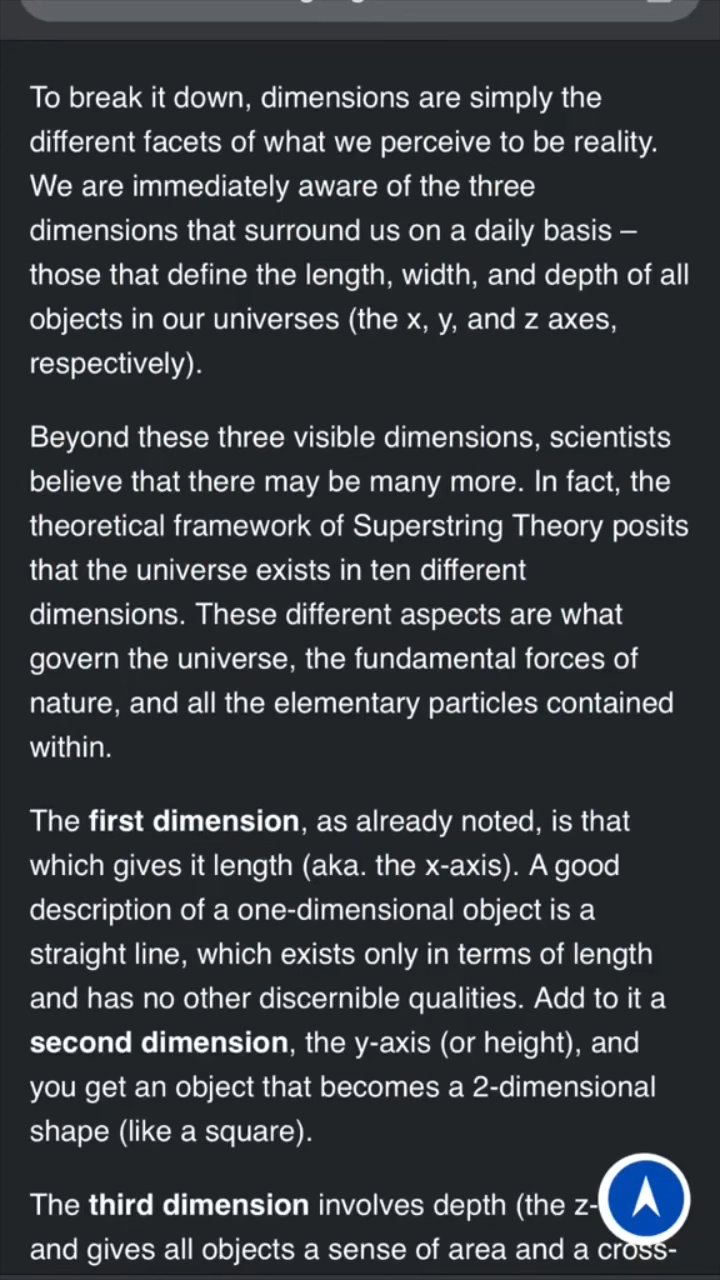 To break it down, dimensions are simply the
different facets of what we perceive to be reality.
We are immediately aware of the three
dimensions that surround us on a daily basis –
those that define the length, width, and depth of all
objects in our universes (the x, y, and z axes,
respectively).
Beyond these three visible dimensions, scientists
believe that there may be many more. In fact, the
theoretical framework of Superstring Theory posits
that the universe exists in ten different
dimensions. These different aspects are what
govern the universe, the fundamental forces of
nature, and all the elementary particles contained
within.
The first dimension, as already noted, is that
which gives it length (aka. the x-axis). A good
description of a one-dimensional object is a
straight line, which exists only in terms of length
and has no other discernible qualities. Add to it a
second dimension, the y-axis (or height), and
you get an object that becomes a 2-dimensional
shape (like a square).
The third dimension involves depth (the z-
and gives all objects a sense of area and a cross-